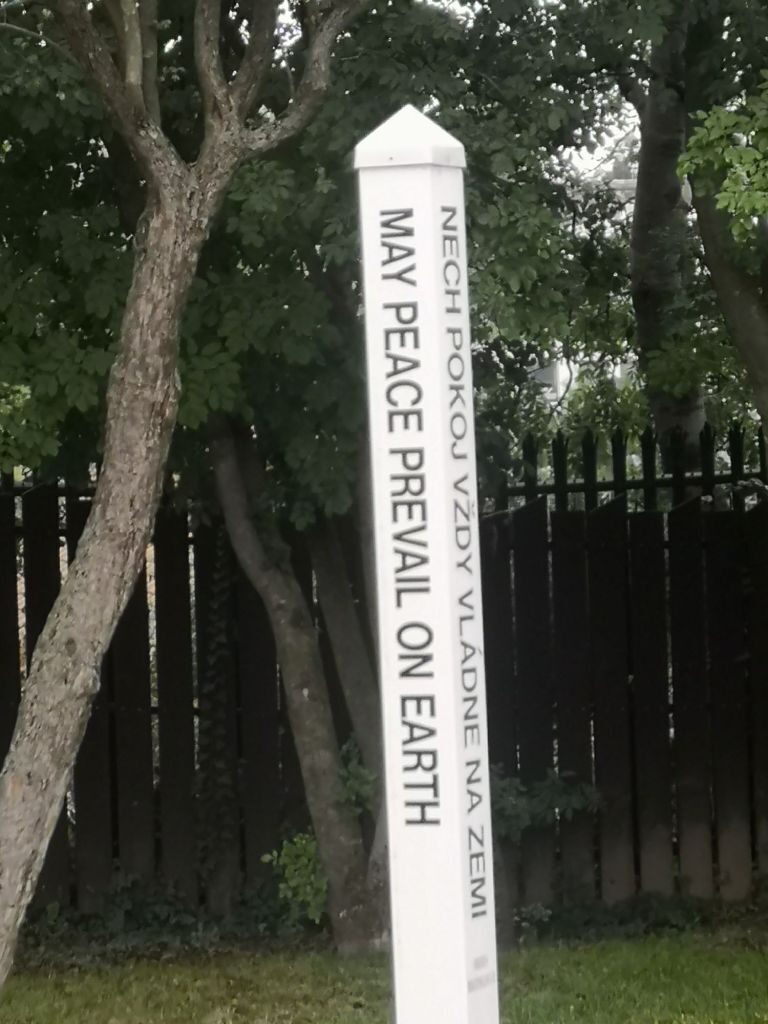 MAY PEACE PREVAIL ON EARTH
NECH POKOJ VŽDY VLÁDNE NA ZEMI